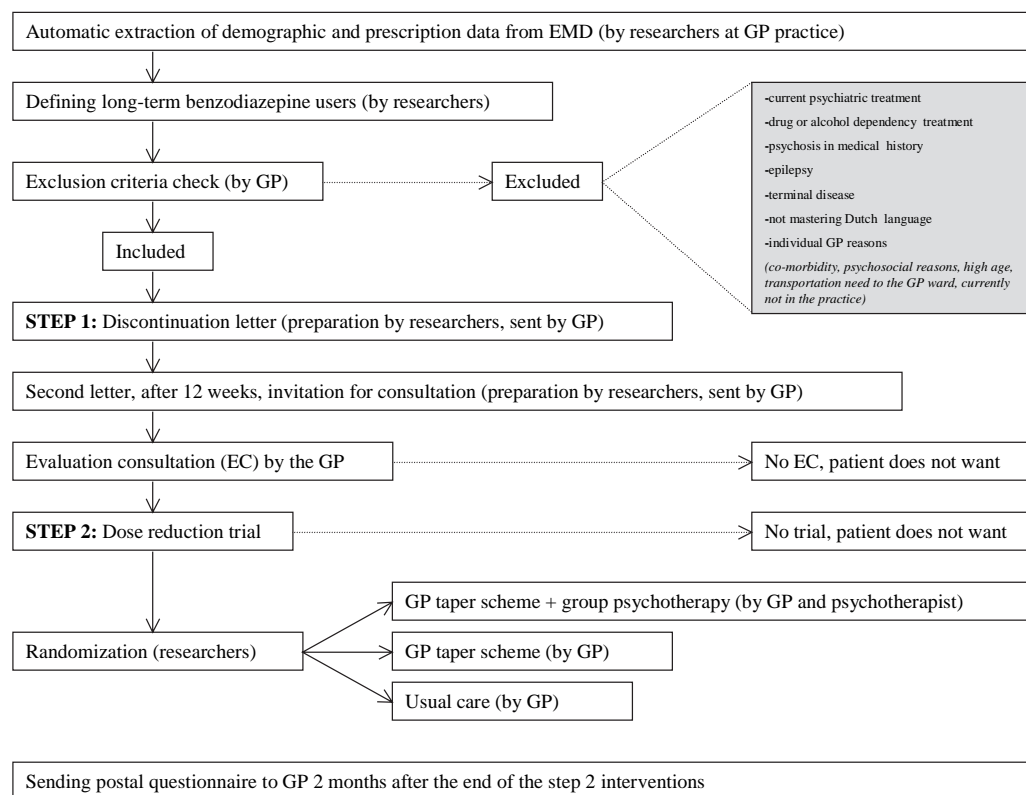 Automatic extraction of demographic and prescription data from EMD (by researchers at GP practice)
Defining long-term benzodiazepine users (by researchers)
Exclusion criteria check (by GP)
Excluded
-current psychiatric treatment
-drug or alcohol dependency treatment
-psychosis in medical history
-epilepsy
-terminal disease
-not mastering Dutch language
-individual GP reasons
(co-morbidity, psychosocial reasons, high age,
transportation need to the GP ward, currently
not in the practice)
Included
STEP 1: Discontinuation letter (preparation by researchers, sent by GP)
Second letter, after 12 weeks, invitation for consultation (preparation by researchers, sent by GP)
Evaluation consultation (EC) by the GP
No EC, patient does not want
STEP 2: Dose reduction trial
No trial, patient does not want
GP taper scheme + group psychotherapy (by GP and psychotherapist)
Randomization (researchers)
GP taper scheme (by GP)
Usual care (by GP)
Sending postal questionnaire to GP 2 months after the end of the step 2 interventions